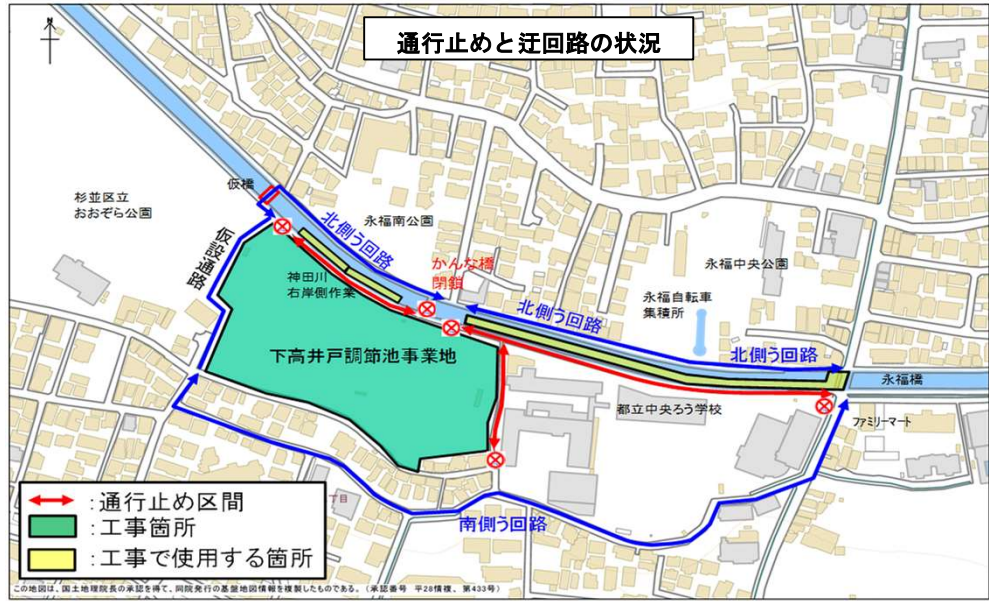 通行止めと迂回路の状況
仮橋
杉並区立
おおぞら公園
永福南公園
仮設通路
北側う回路
かんな橋
閉鎖
神田川
右岸側作業
永福中央公園
永福自転車
集積所
北側う回路
北側う回路
下高井戸調節池事業地
永福橋
都立中央ろう学校
ファミリーマート
丁目
南側う回路
:通行止め区間
:工事箇所
:工事で使用する箇所
この地図は、国土地理院長の承認を得て、同院発行の基盤地図情報を複製したものである。(承認番号 平28情複、第433号)